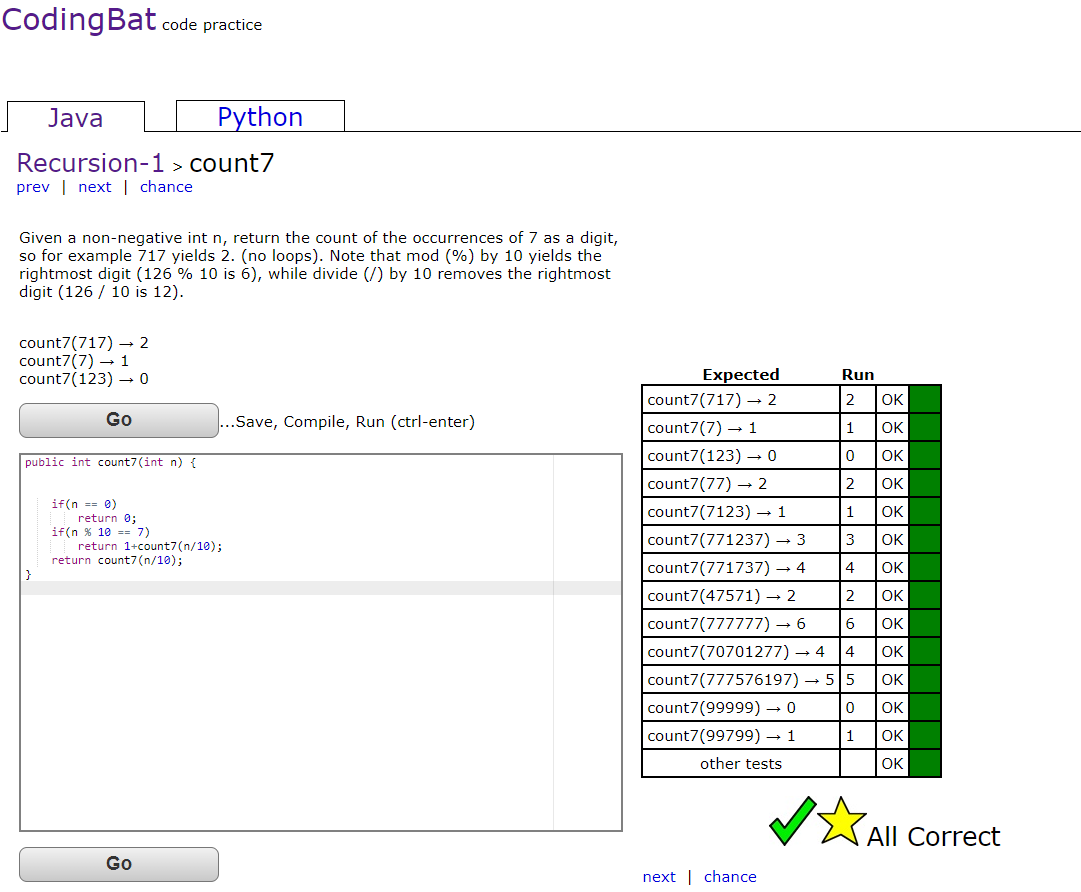 CodingBat code practice
Java
Python
Recursion-1 > count7
prev | next | chance
Given a non-negative int n, return the count of the occurrences of 7 as a digit,
so for example 717 yields 2. (no loops). Note that mod (%) by 10 yields the
rightmost digit (126 % 10 is 6), while divide (/) by 10 removes the rightmost
digit (126 / 10 is 12).
count7(717) → 2
count7(7) → 1
count7(123) → 0
Go
...Save, Compile, Run (ctrl-enter)
public int count7(int n) {
if(n == 0)
return 0;
if(n % 10 == 7)
return 1+count7(n/10);
return count7(n/10);
}
Go
Expected Run
count7(717) → 2 2 OK
count7(7) → 1 1 OK
count7(123) → 0 0 OK
count7(77) → 2 2 OK
count7(7123) → 1 1 OK
count7(771237) → 3 3 OK
count7(771737) → 4 4 OK
count7(47571) → 2 2 OK
count7(777777) → 6 6 OK
count7(70701277) → 4 4 OK
count7(777576197) → 5 5 OK
count7(99999) → 0 0 OK
count7(99799) → 1 1 OK
other tests OK
All Correct
next | chance